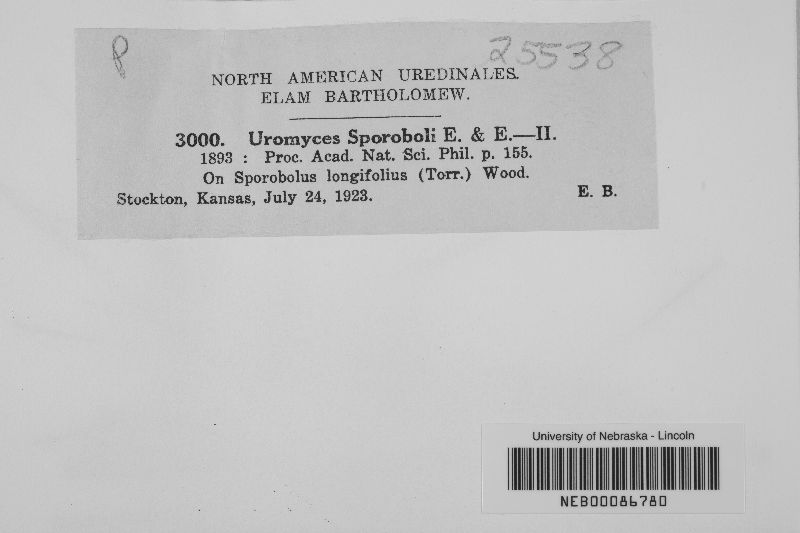 P 25538
NORTH AMERICAN UREDINALES.
ELAM BARTHOLOMEW.
3000. Uromyces Sporoboli E. & E.—II.
1893 : Proc. Acad. Nat. Sci. Phil. p. 155.
On Sporobolus longifolius (Torr.) Wood.
Stockton, Kansas, July 24, 1923. E. B.
University of Nebraska - Lincoln
NEB00086780